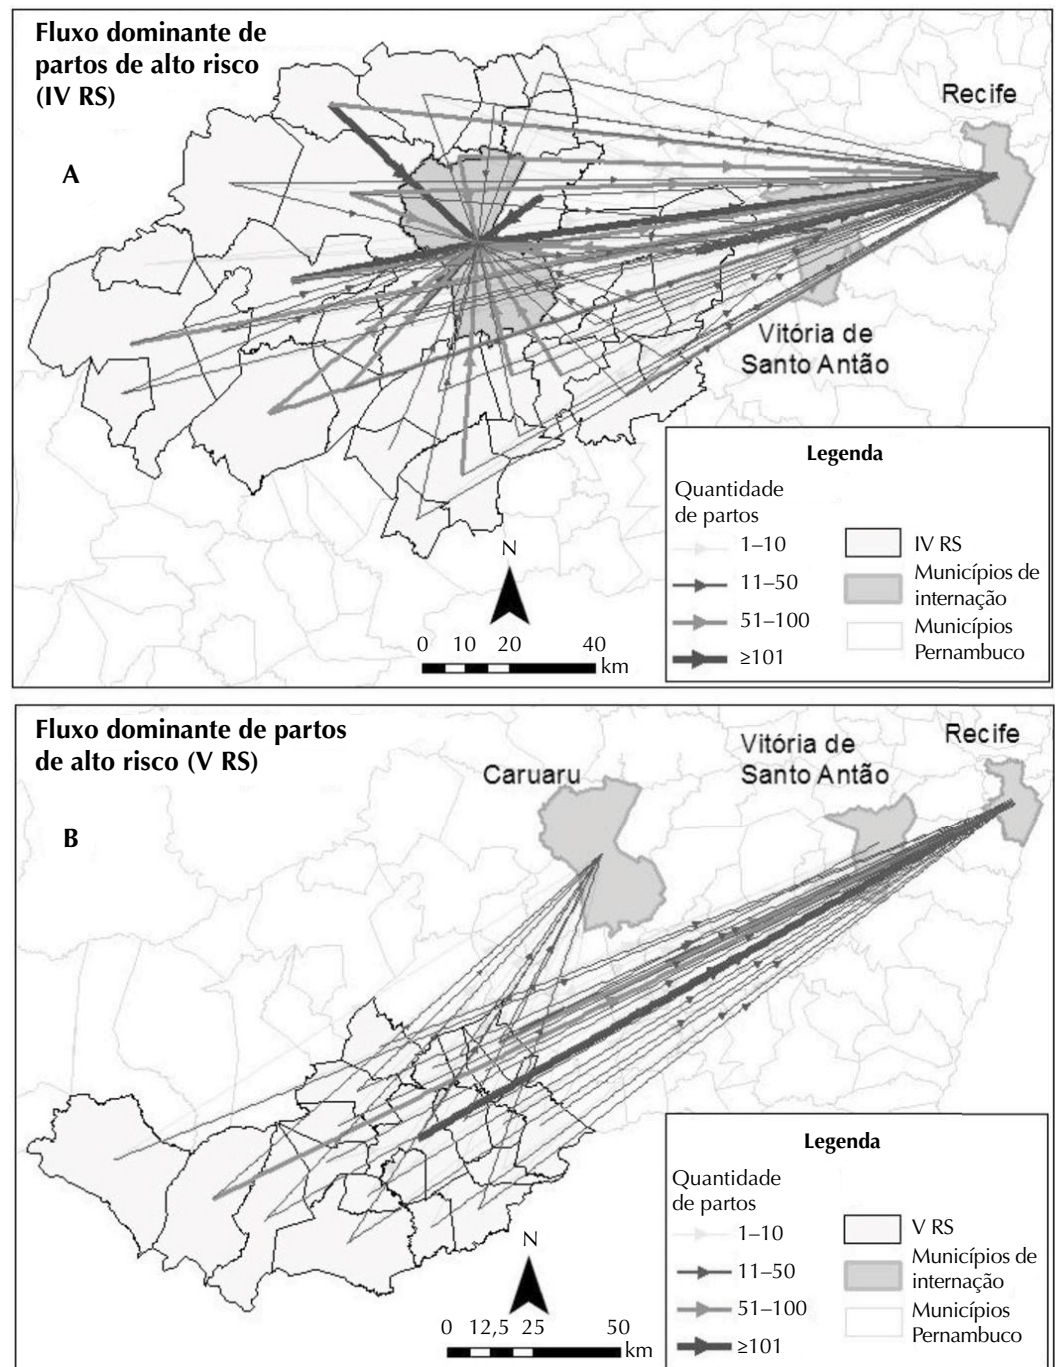 Fluxo dominante de
partos de alto risco
(IV RS)
A
Recife
Vitória de
Santo Antão
Legenda
Quantidade
de partos
1–10
11–50
51–100
≥101
IV RS
Municípios de
internação
Municípios
Pernambuco
N
0 10 20 40
km
Fluxo dominante de partos
de alto risco (V RS)
B
Caruaru
Vitória de
Santo Antão
Recife
Legenda
Quantidade
de partos
1–10
11–50
51–100
≥101
V RS
Municípios de
internação
Municípios
Pernambuco
N
0 12,5 25 50
km